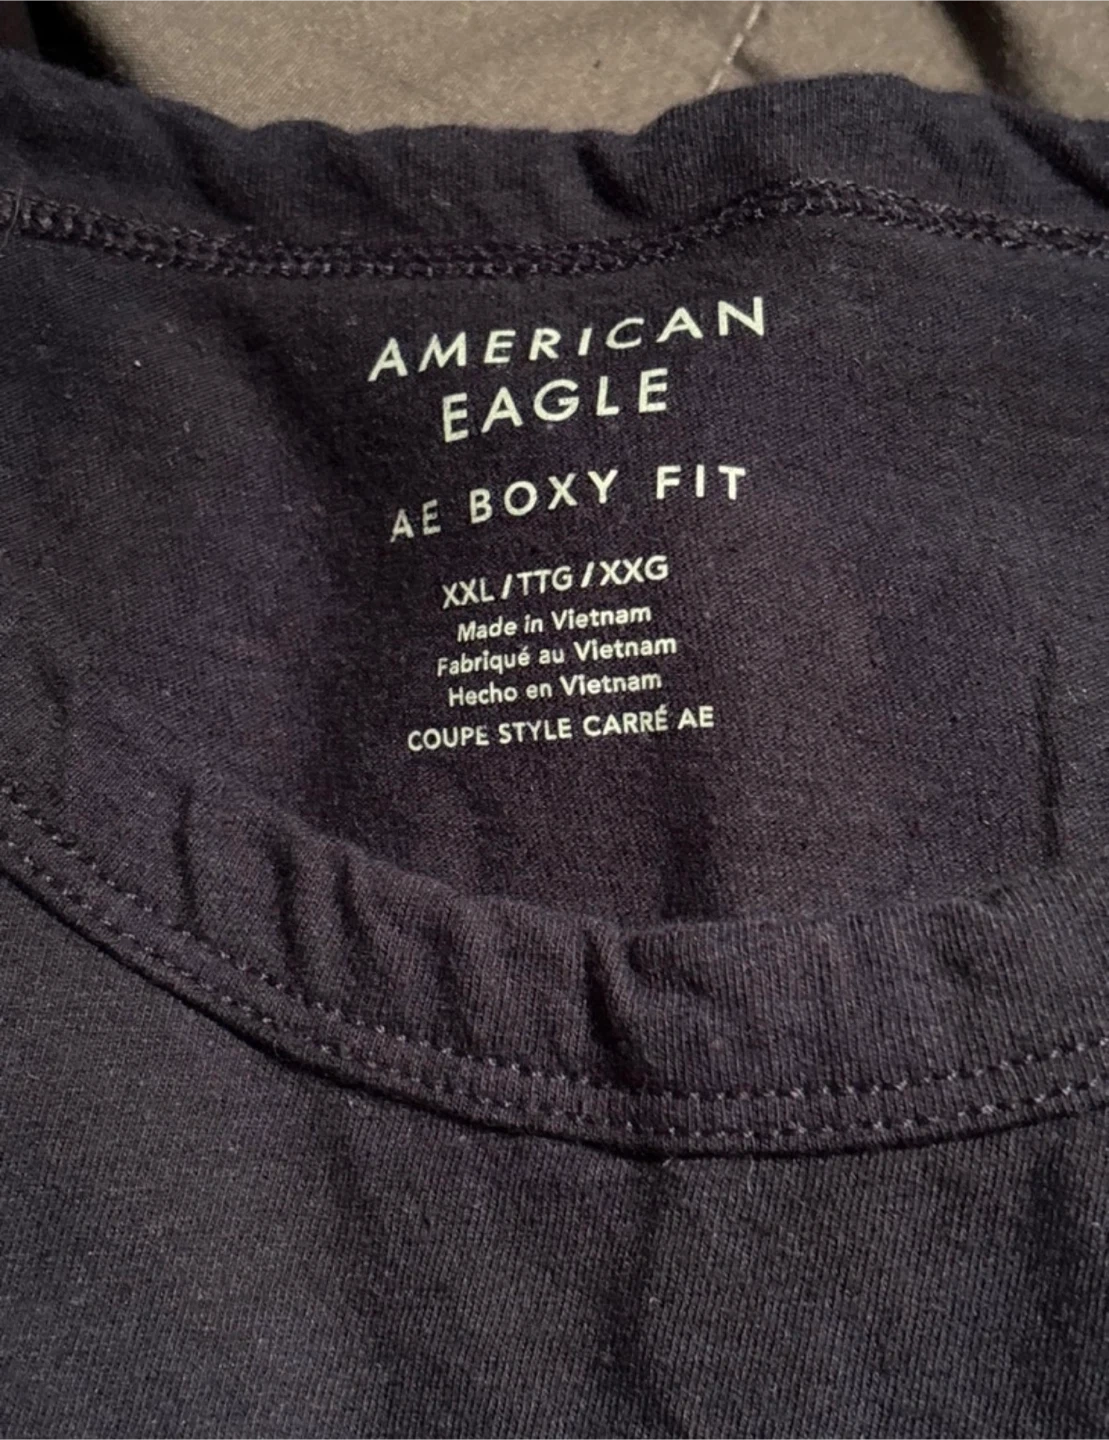 AMERICAN
EAGLE
AE BOXY FIT
XXL / TTG / XXG
Made in Vietnam
Fabriqué au Vietnam
Hecho en Vietnam
COUPE STYLE CARRÉ AE